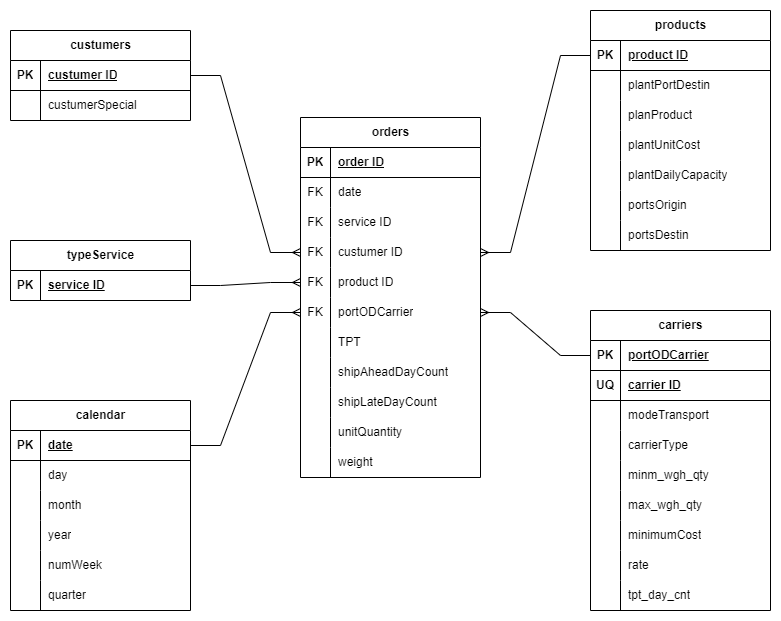 custumers
PK custumer ID
custumerSpecial
typeService
PK service ID
calendar
PK date
day
month
year
numWeek
quarter
orders
PK order ID
FK date
FK service ID
FK custumer ID
FK product ID
FK portODCarrier
TPT
shipAheadDayCount
shipLateDayCount
unitQuantity
weight
products
PK product ID
plantPortDestin
planProduct
plantUnitCost
plantDailyCapacity
portsOrigin
portsDestin
carriers
PK portODCarrier
UQ carrier ID
modeTransport
carrierType
minm_wgh_qty
max_wgh_qty
minimumCost
rate
tpt_day_cnt